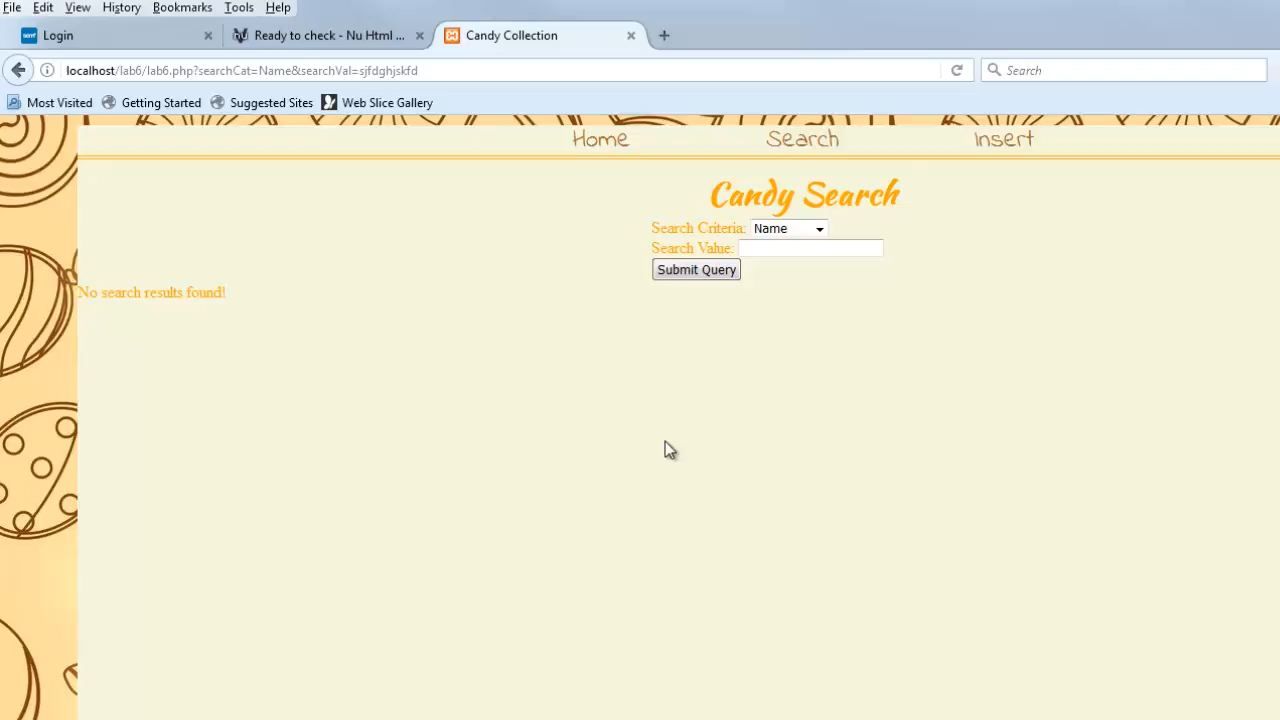 File Edit View History Bookmarks Tools Help
Login Ready to check - Nu Html ... Candy Collection
localhost/lab6/lab6.php?searchCat=Name&searchVal=sjfdghjskfd Search
Most Visited Getting Started Suggested Sites Web Slice Gallery
Home Search Insert
Candy Search
Search Criteria: Name
Search Value:
Submit Query
No search results found!